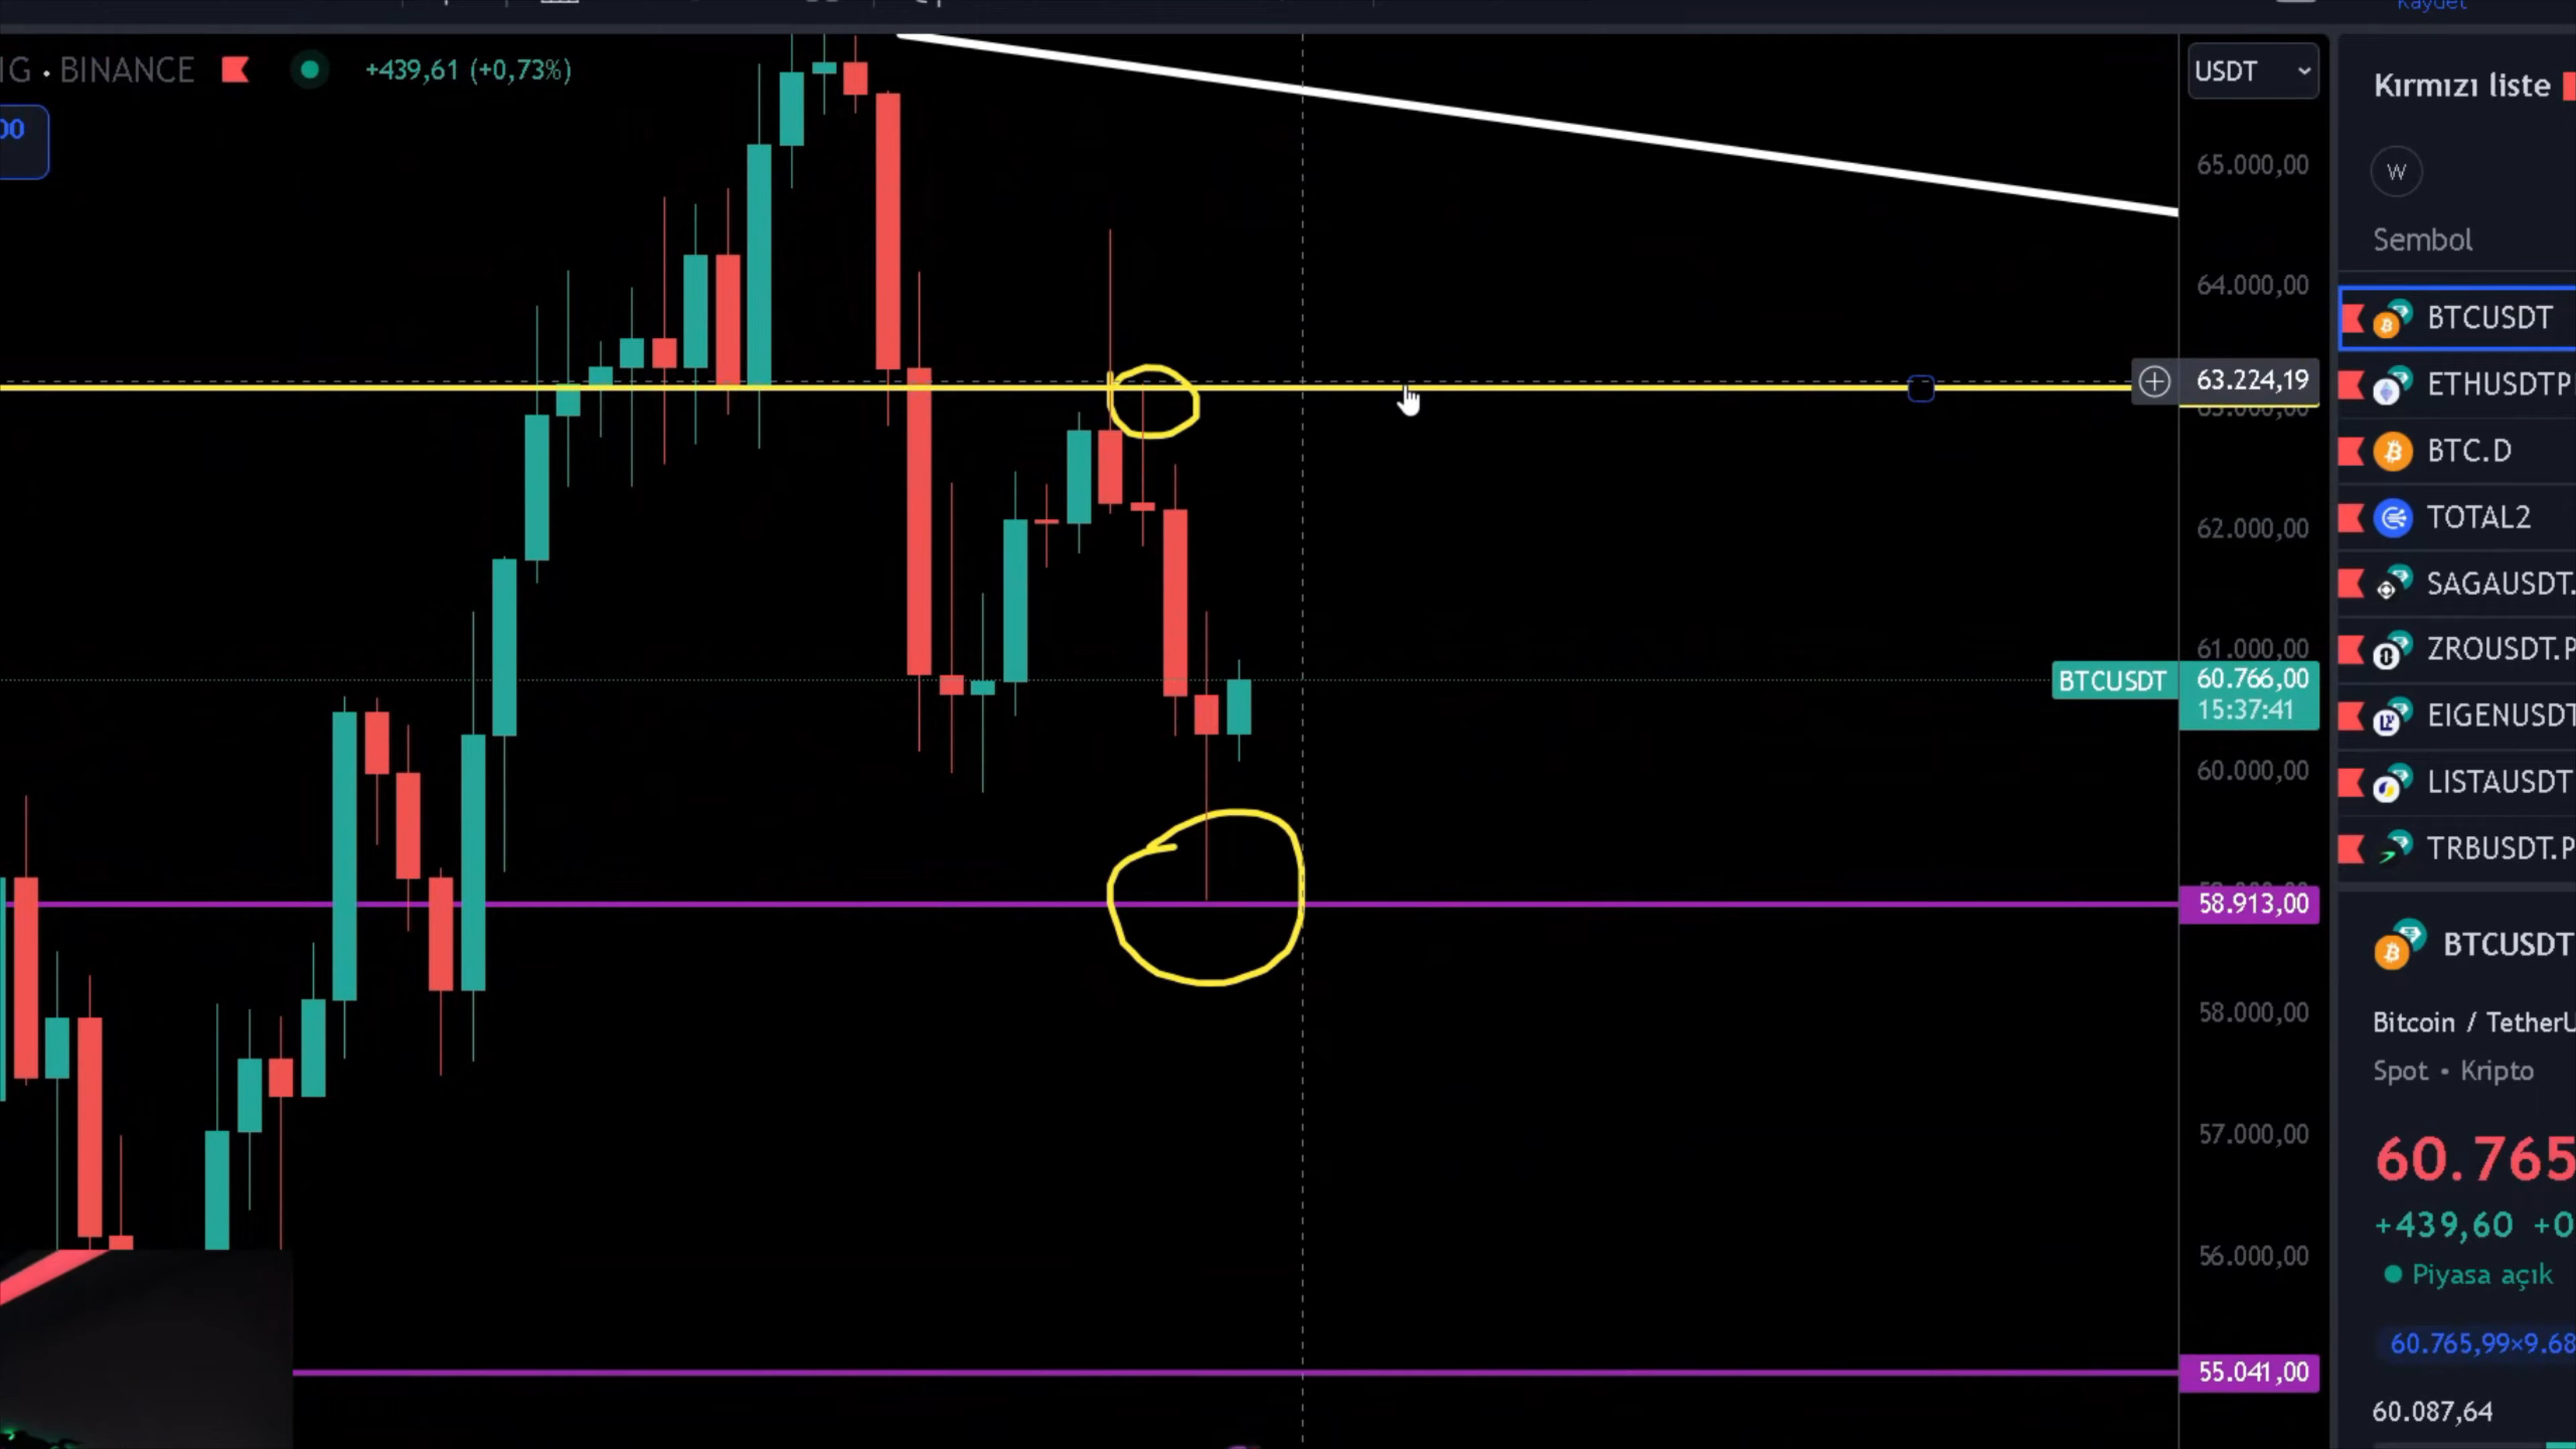 Kaydet
IG • BINANCE
+439,61 (+0,73%)
00
USDT
65.000,00
64.000,00
63.224,19
62.000,00
61.000,00
BTCUSDT
60.766,00
15:37:41
60.000,00
58.913,00
58.000,00
57.000,00
56.000,00
55.041,00
Kırmızı liste
W
Sembol
BTCUSDT
ETHUSDTP
BTC.D
TOTAL2
SAGAUSDT.
ZROUSDT.P
EIGENUSDT
LISTAUSDT
TRBUSDT.P
BTCUSDT
Bitcoin / TetherU
Spot • Kripto
60.765
+439,60 +0
Piyasa açık
60.765,99×9.68
60.087,64